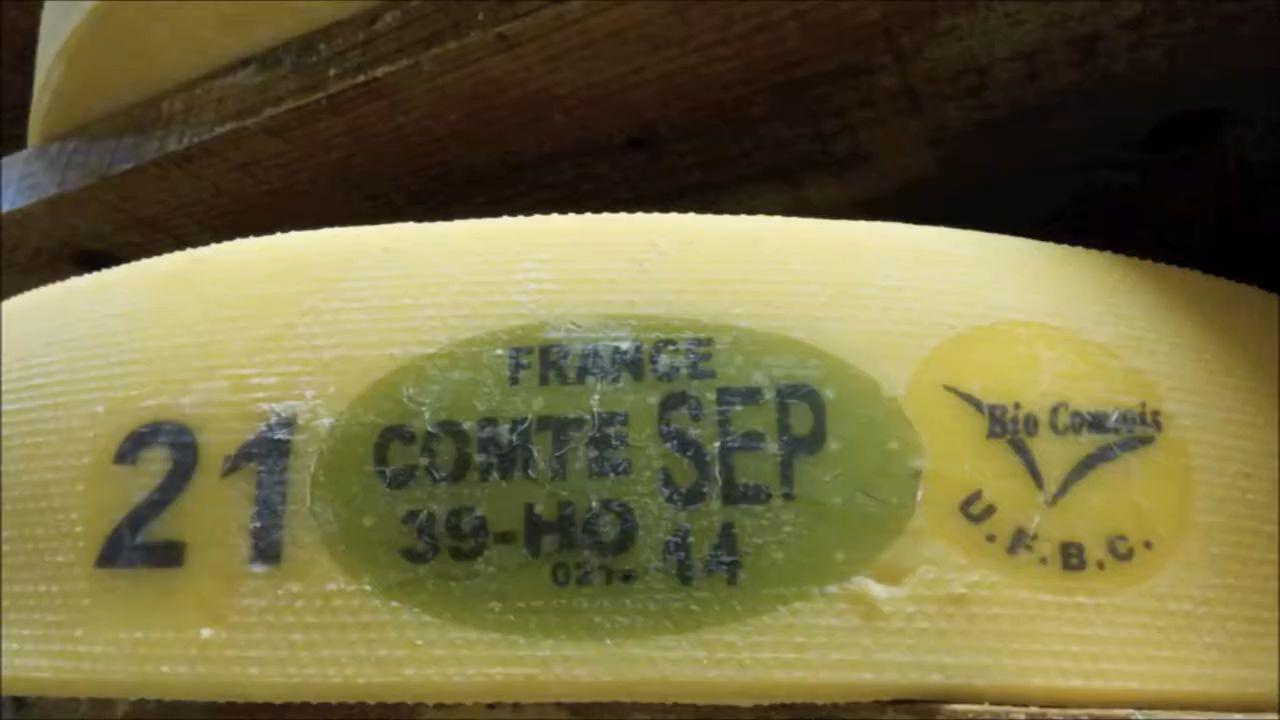 21
FRANCE
COMTE SEP
39-HO 14
Bio Comtois
U.F.B.C.